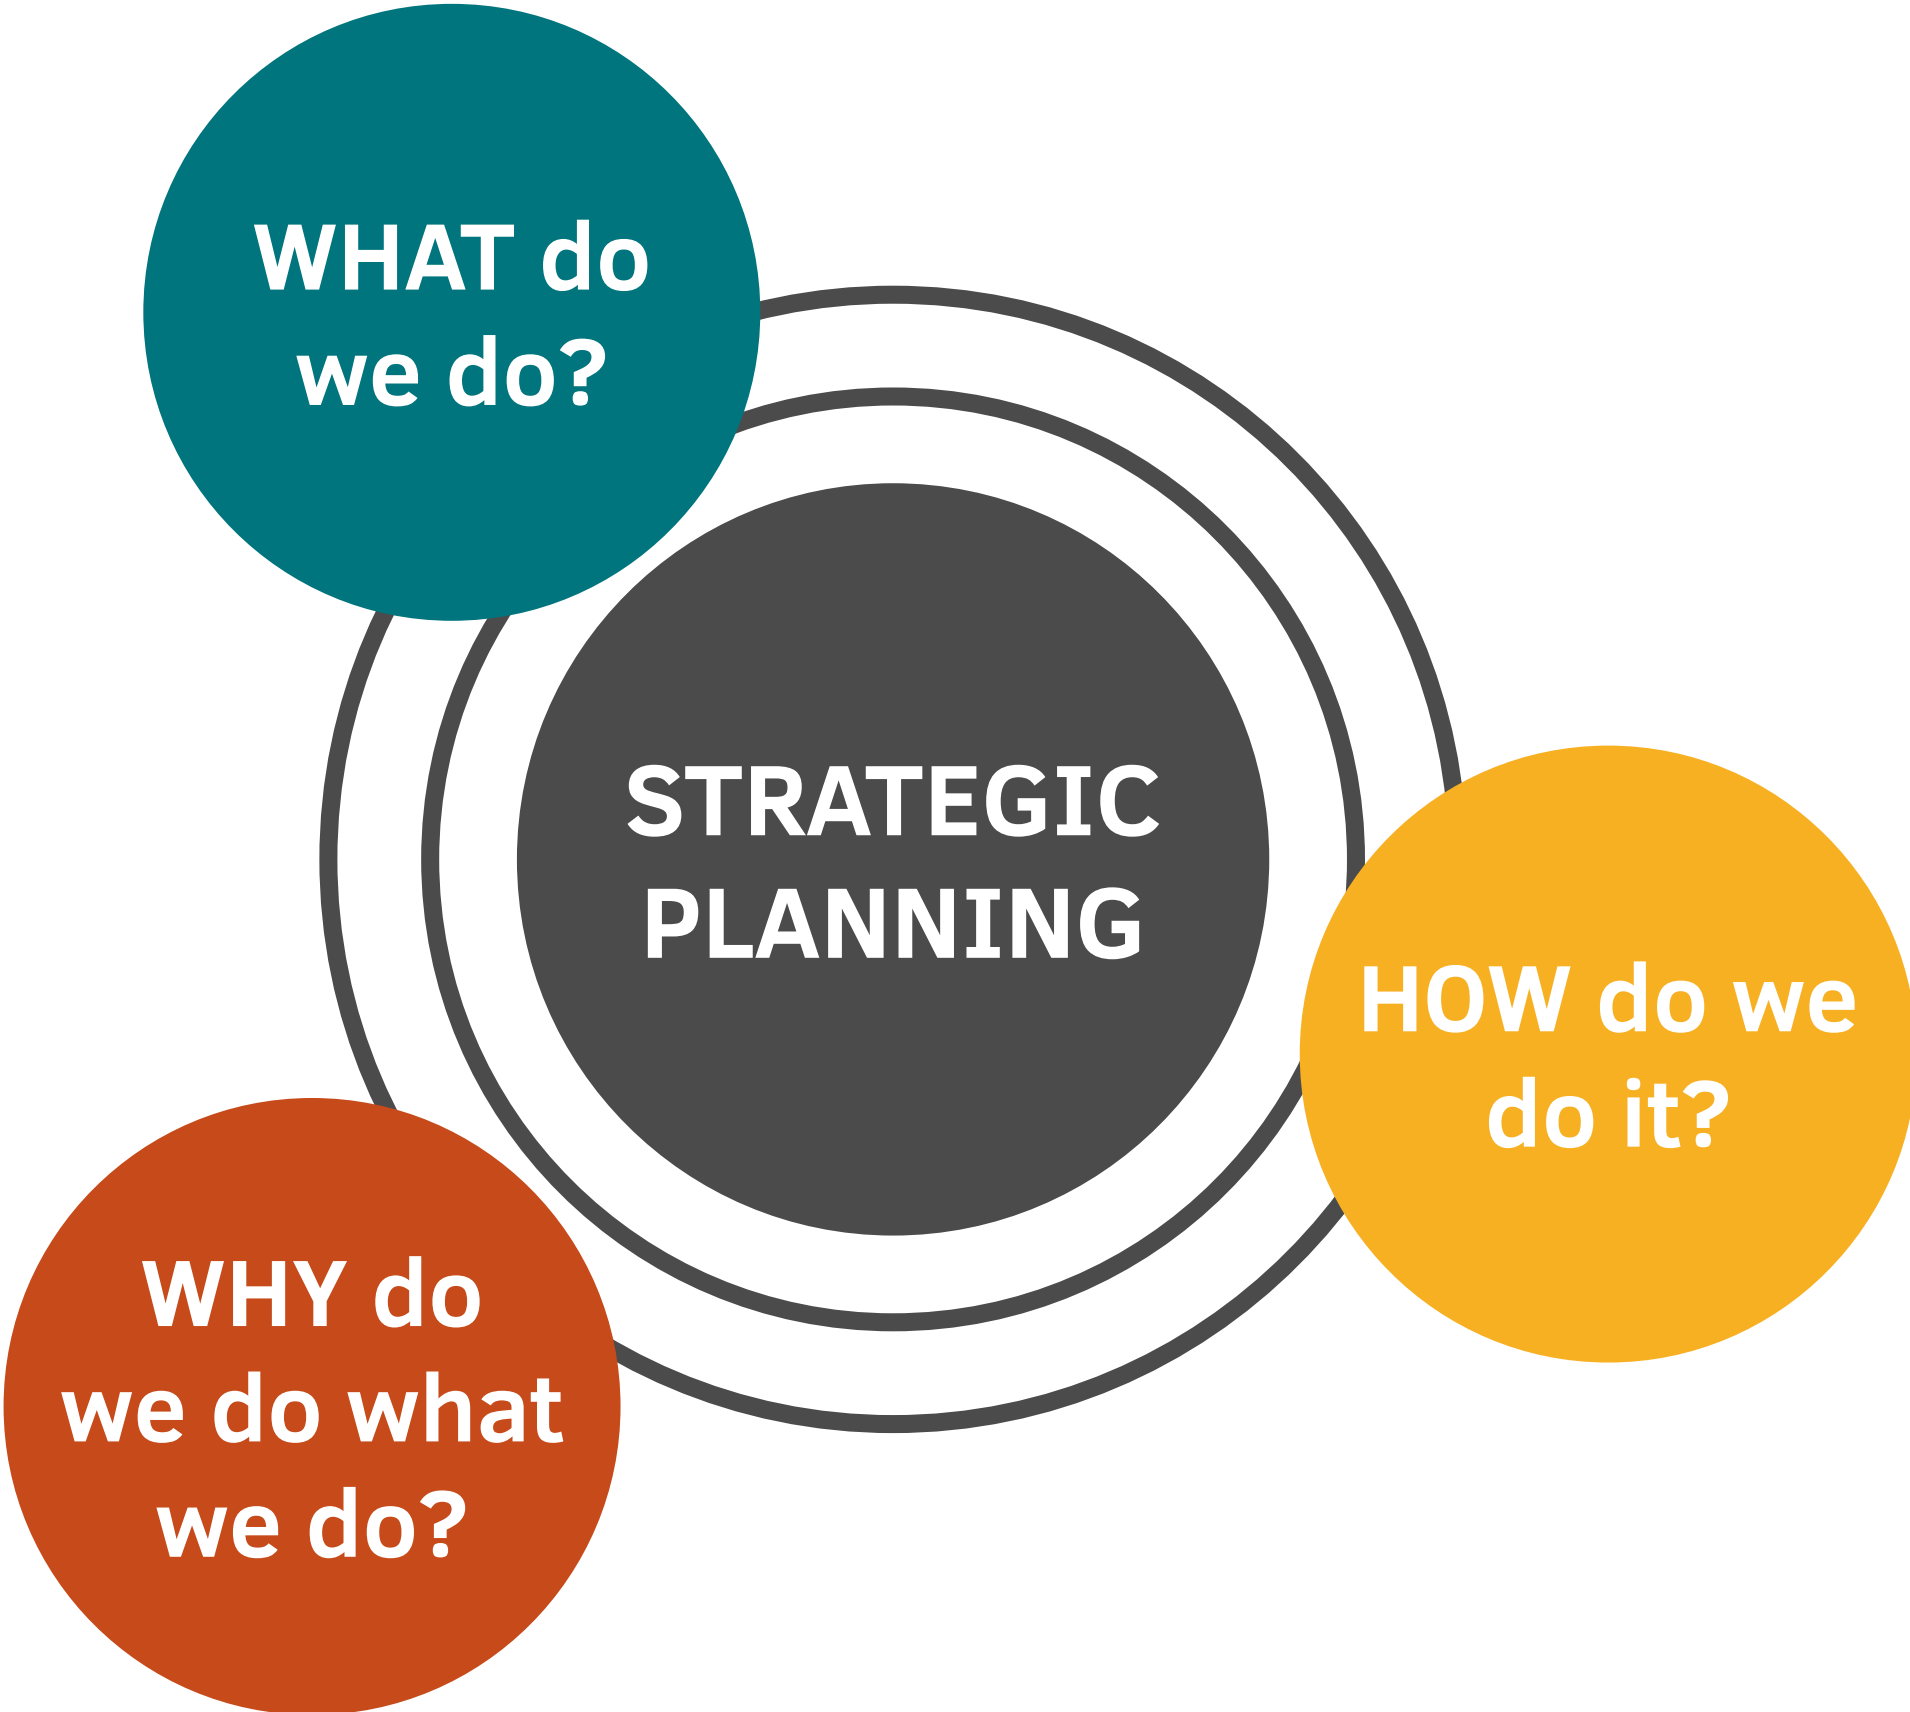 WHAT do
we do?
STRATEGIC
PLANNING
HOW do we
do it?
WHY do
we do what
we do?